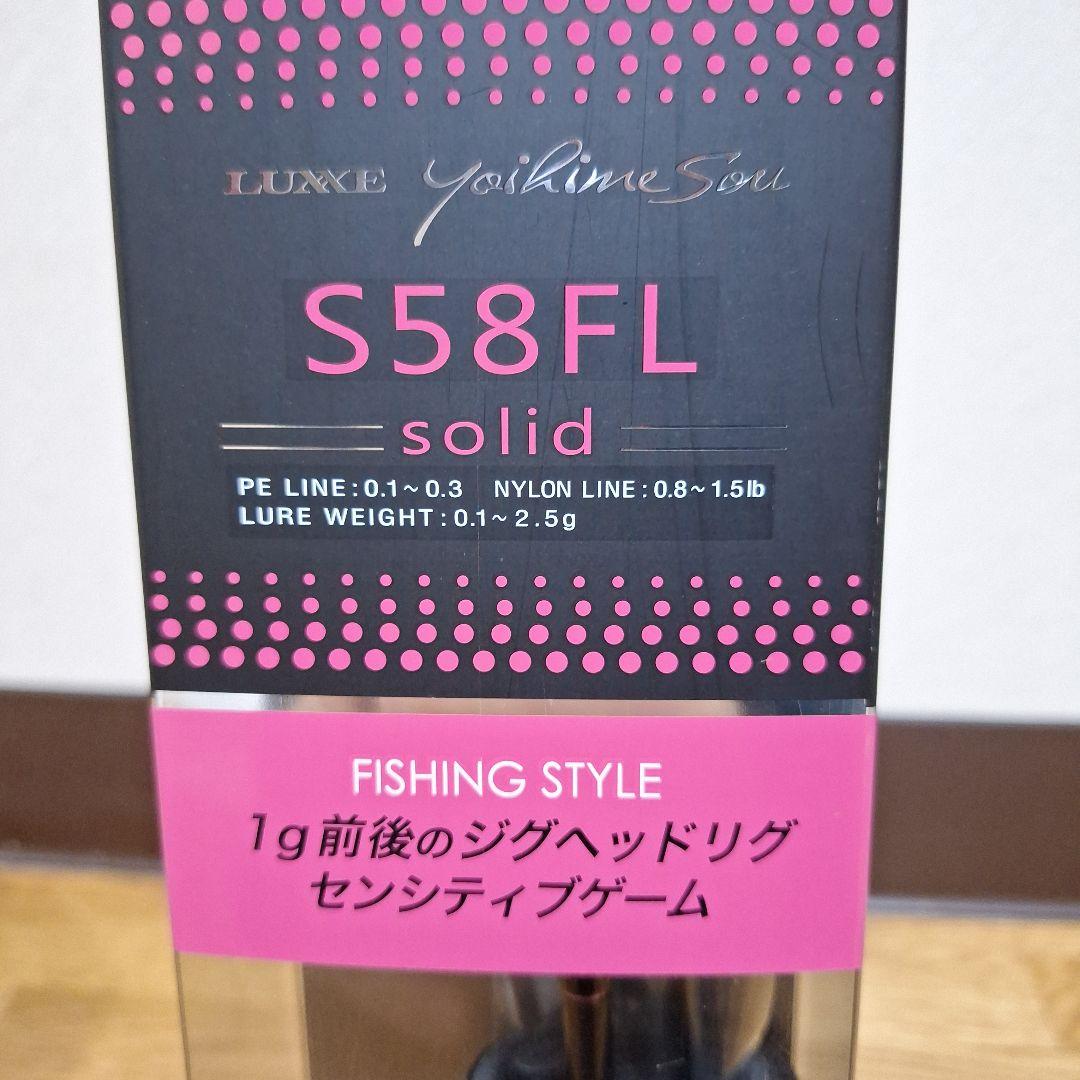 LUXXE yoihime Sou
S58FL
solid
PE LINE:0.1~0.3 NYLON LINE:0.8~1.5lb
LURE WEIGHT:0.1~2.5g
FISHING STYLE
1g前後のジグヘッドリグ
センシティブゲーム